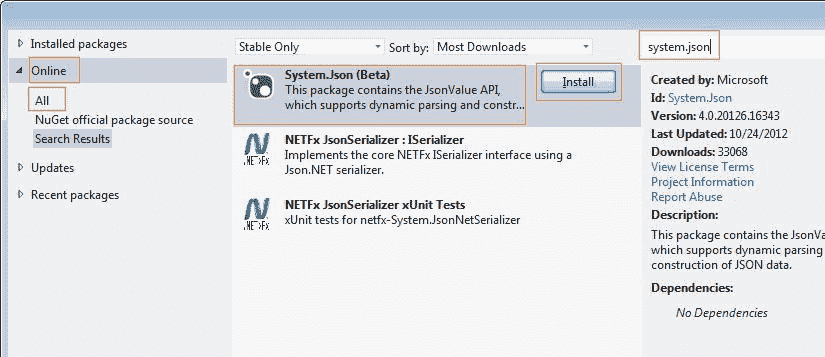 Installed packages
Online
All
NuGet official package source
Search Results
Updates
Recent packages
Stable Only
Sort by: Most Downloads
System.Json (Beta)
This package contains the JsonValue API,
which supports dynamic parsing and constr...
Install
NETFx JsonSerializer : ISerializer
Implements the core NETFx ISerializer interface using a
Json.NET serializer.
NETFx JsonSerializer xUnit Tests
xUnit tests for netfx-System.JsonNetSerializer
.NET Fx
.NET Fx
system.json
Created by: Microsoft
Id: System.Json
Version: 4.0.20126.16343
Last Updated: 10/24/2012
Downloads: 33068
View License Terms
Project Information
Report Abuse
Description:
This package contains the JsonValu
which supports dynamic parsing
construction of JSON data.
Dependencies:
No Dependencies